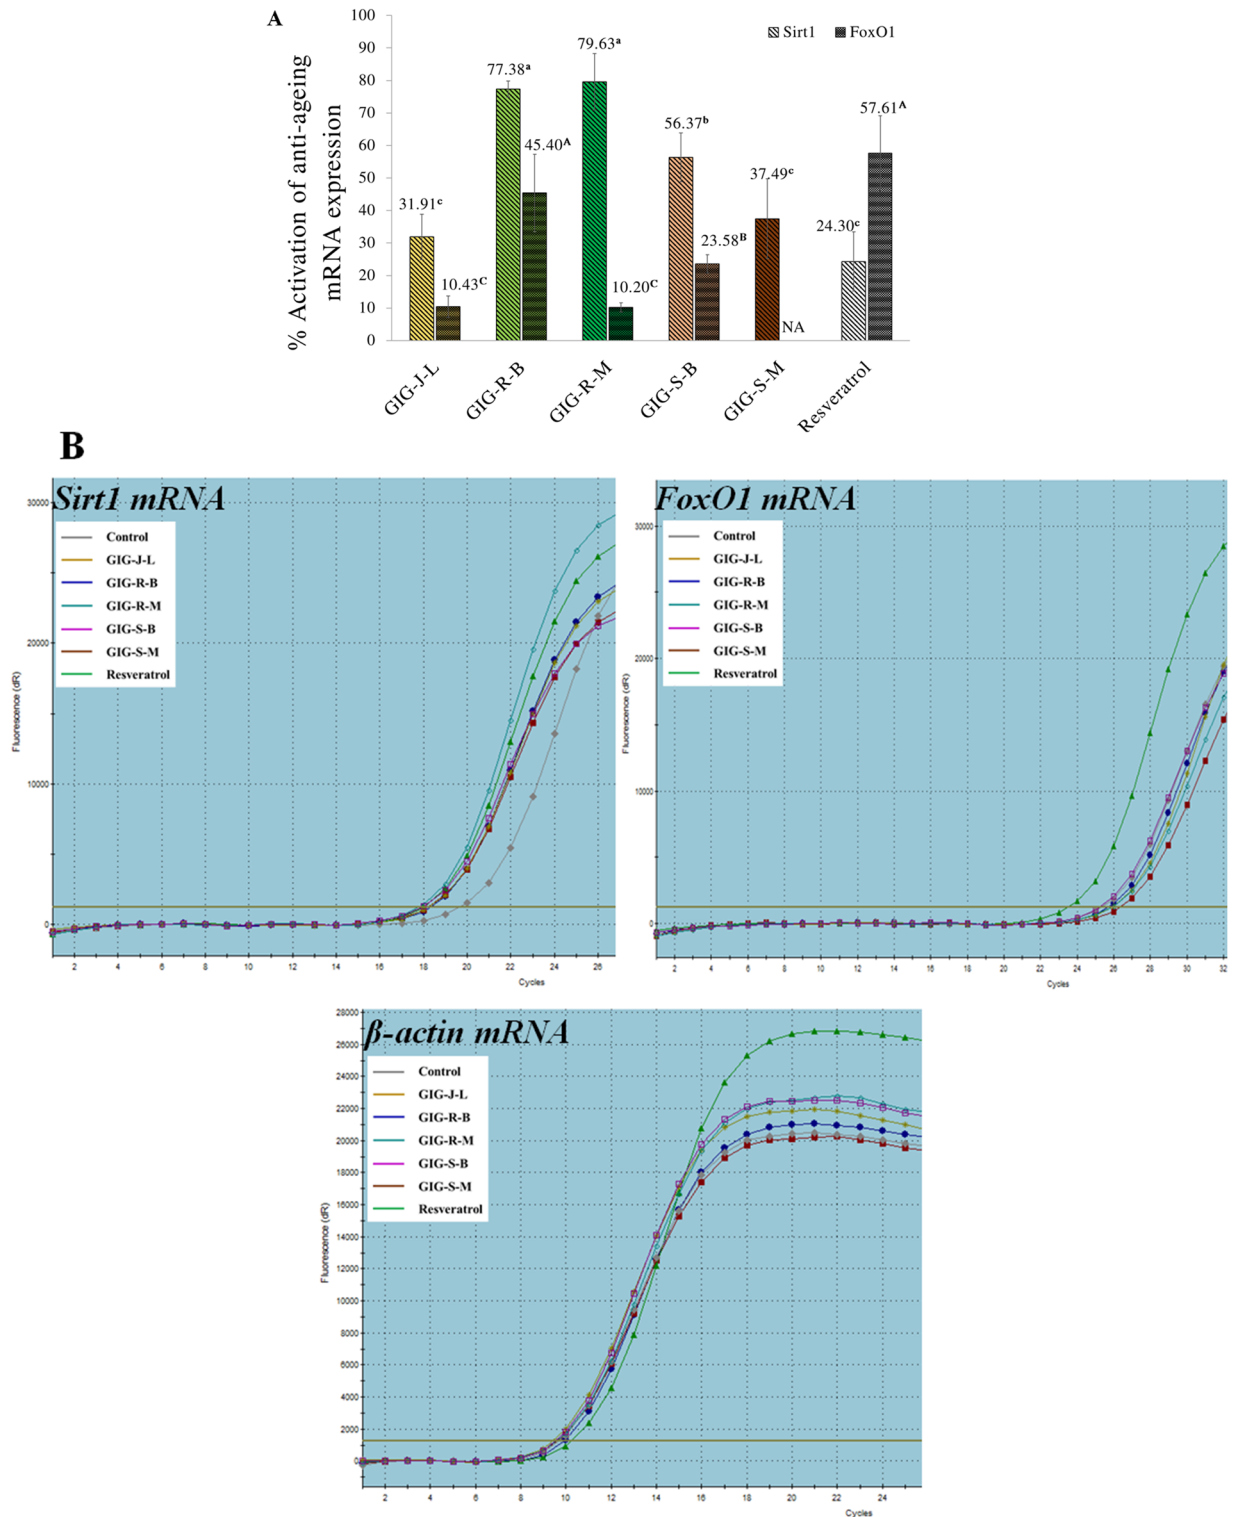 A
% Activation of anti-ageing
mRNA expression
100
90
80
70
60
50
40
30
20
10
0
Sirt1 FoxO1
31.91c
10.43C
77.38a
45.40A
79.63a
10.20C
56.37b
23.58B
37.49c
NA
24.30c
57.61A
GIG-J-L
GIG-R-B
GIG-R-M
GIG-S-B
GIG-S-M
Resveratrol
B
Sirt1 mRNA
Control
GIG-J-L
GIG-R-B
GIG-R-M
GIG-S-B
GIG-S-M
Resveratrol
Fluorescence (dR)
30000
20000
10000
0
2 4 6 8 10 12 14 16 18 20 22 24 26
Cycles
FoxO1 mRNA
Control
GIG-J-L
GIG-R-B
GIG-R-M
GIG-S-B
GIG-S-M
Resveratrol
Fluorescence (dR)
30000
20000
10000
0
2 4 6 8 10 12 14 16 18 20 22 24 26 28 30 32
Cycles
β-actin mRNA
Control
GIG-J-L
GIG-R-B
GIG-R-M
GIG-S-B
GIG-S-M
Resveratrol
Fluorescence (dR)
28000
26000
24000
22000
20000
18000
16000
14000
12000
10000
8000
6000
4000
2000
0
2 4 6 8 10 12 14 16 18 20 22 24
Cycles